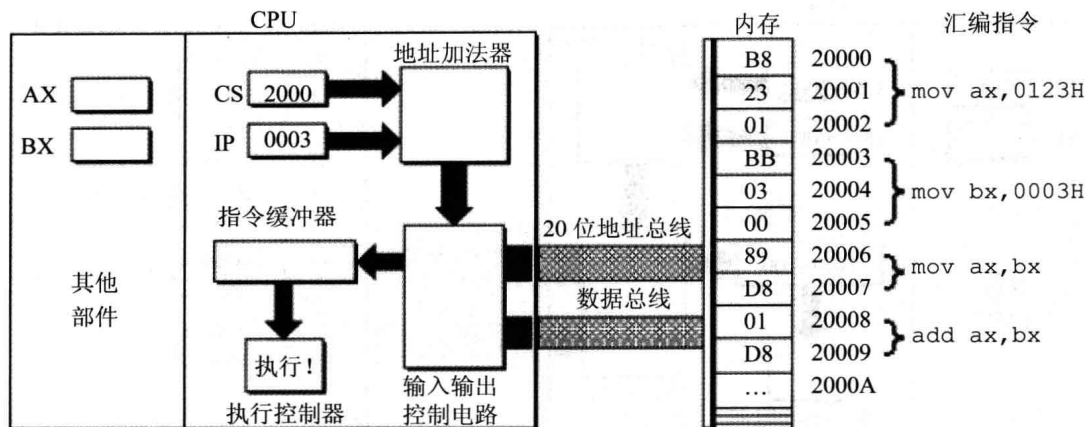 CPU
内存
汇编指令
地址加法器
AX
BX
CS 2000
IP 0003
指令缓冲器
其他
部件
执行！
执行控制器
输入输出
控制电路
20 位地址总线
数据总线
B8 20000
23 20001
01 20002
mov ax,0123H
BB 20003
03 20004
00 20005
mov bx,0003H
89 20006
D8 20007
mov ax,bx
01 20008
D8 20009
add ax,bx
… 2000A